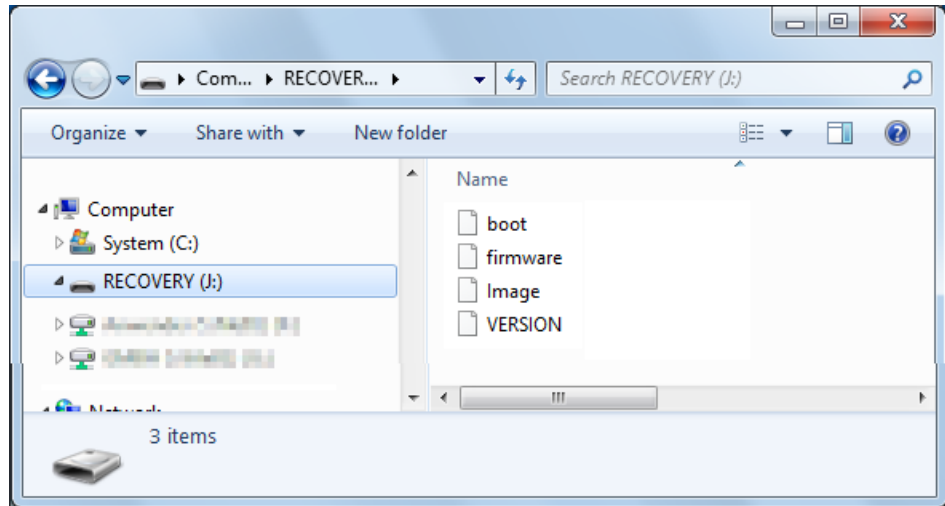 Com... RECOVER...
Search RECOVERY (J:)
Organize Share with New folder
Name
Computer
System (C:)
RECOVERY (J:)
boot
firmware
Image
VERSION
3 items